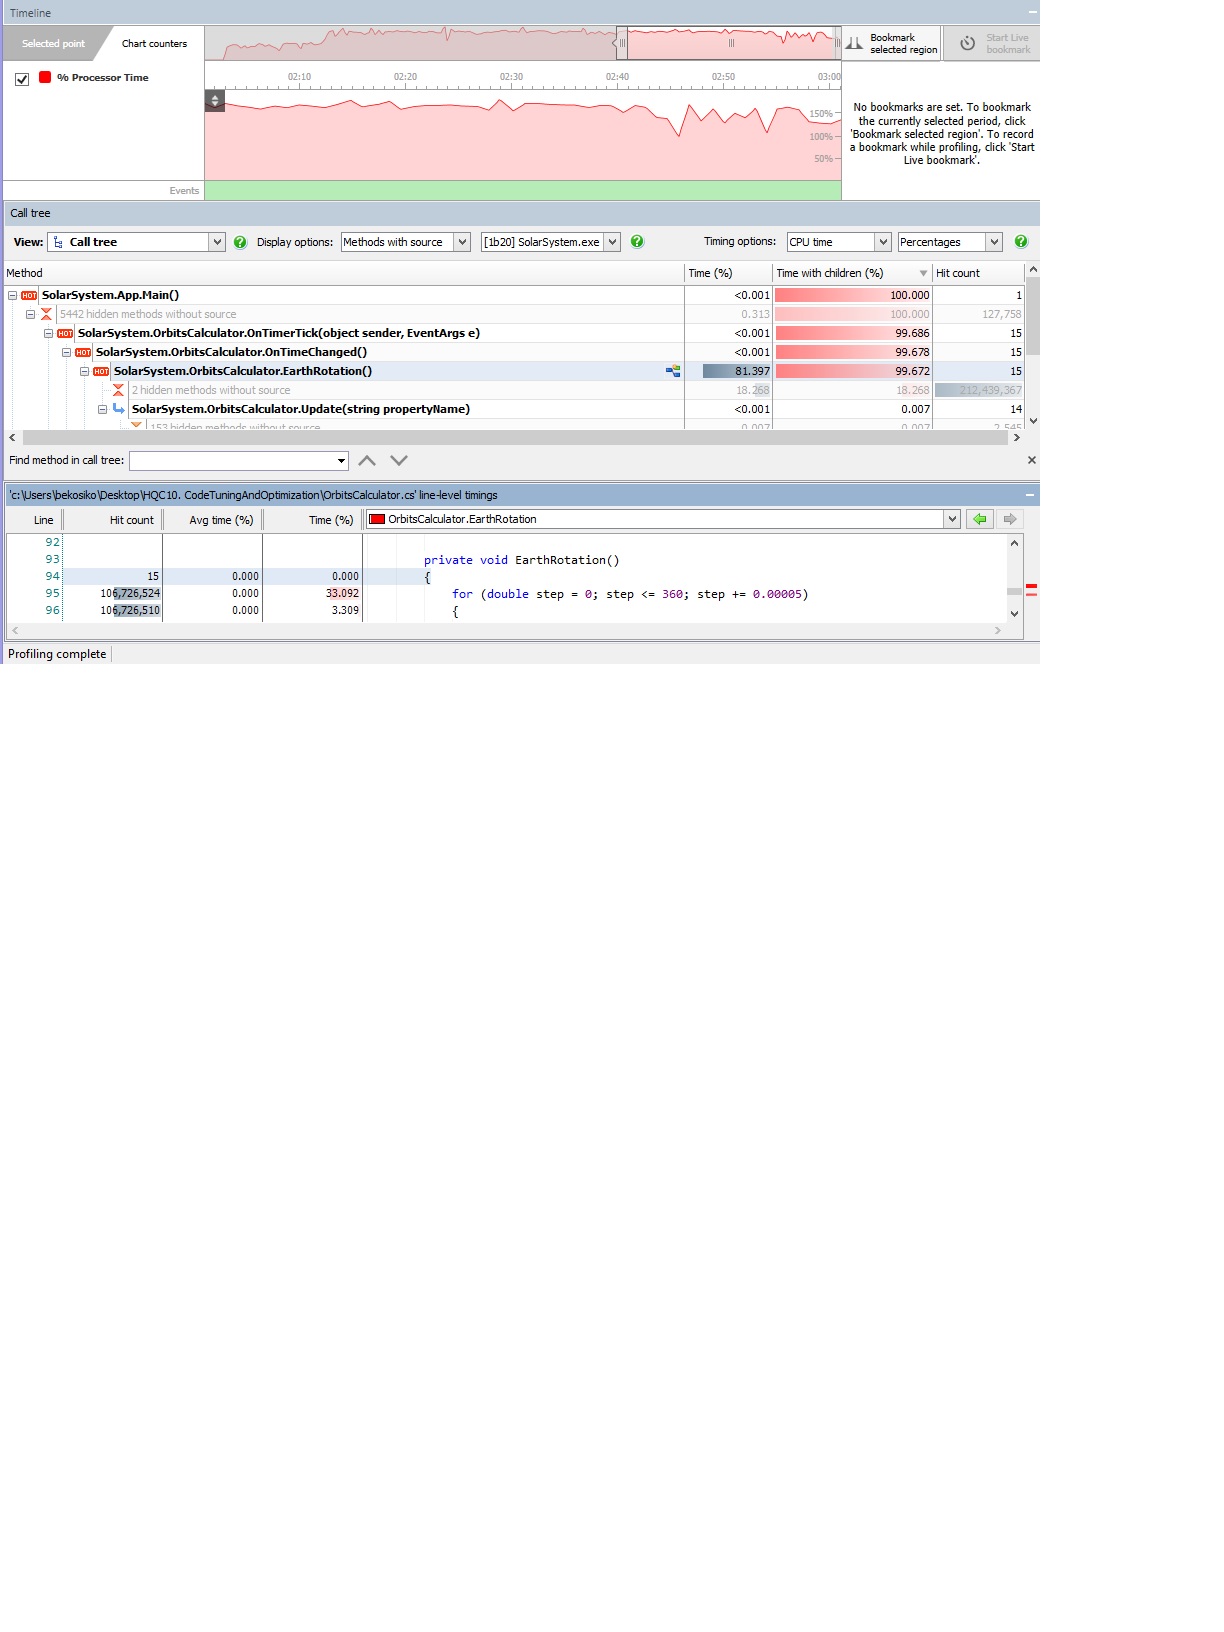 Timeline
Selected point Chart counters
Bookmark selected region
Start Live bookmark
% Processor Time
02:10 02:20 02:30 02:40 02:50 03:00
150%
100%
50%
No bookmarks are set. To bookmark
the currently selected period, click
'Bookmark selected region'. To record
a bookmark while profiling, click 'Start
Live bookmark'.
Events
Call tree
View: Call tree Display options: Methods with source [1b20] SolarSystem.exe Timing options: CPU time Percentages
Method Time (%) Time with children (%) Hit count
HOT SolarSystem.App.Main() <0.001 100.000 1
5442 hidden methods without source 0.313 100.000 127,758
HOT SolarSystem.OrbitsCalculator.OnTimerTick(object sender, EventArgs e) <0.001 99.686 15
HOT SolarSystem.OrbitsCalculator.OnTimeChanged() <0.001 99.678 15
HOT SolarSystem.OrbitsCalculator.EarthRotation() 81.397 99.672 15
2 hidden methods without source 18.268 18.268 212,439,367
SolarSystem.OrbitsCalculator.Update(string propertyName) <0.001 0.007 14
153 hidden methods without source 0.007 0.007 2,545
Find method in call tree:
'c:\Users\bekosiko\Desktop\HQC10. CodeTuningAndOptimization\OrbitsCalculator.cs' line-level timings
Line Hit count Avg time (%) Time (%) OrbitsCalculator.EarthRotation
92
93 private void EarthRotation()
94 15 0.000 0.000 {
95 106,726,524 0.000 33.092 for (double step = 0; step <= 360; step += 0.00005)
96 106,726,510 0.000 3.309 {
Profiling complete